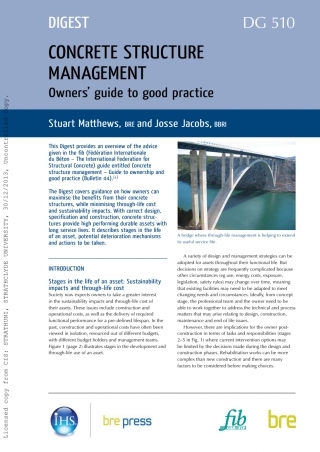 DIGEST
DG 510
CONCRETE STRUCTURE
MANAGEMENT
Owners' guide to good practice
Stuart Matthews, BRE and Josse Jacobs, BBRI
This Digest provides an overview of the advice
given in the fib (Fédération Internationale
du Béton – The International Federation for
Structural Concrete) guide entitled Concrete
structure management – Guide to ownership and
good practice (Bulletin 44).[1]
The Digest covers guidance on how owners can
maximise the benefits from their concrete
structures, while minimising through-life cost
and sustainability impacts. With correct design,
specification and construction, concrete struc-
tures provide high performing durable assets with
long service lives. It describes stages in the life
of an asset, potential deterioration mechanisms
and actions to be taken.
INTRODUCTION
Stages in the life of an asset: Sustainability
impacts and through-life cost
Society now expects owners to take a greater interest
in the sustainability impacts and through-life cost of
their assets. These issues include construction and
operational costs, as well as the delivery of required
functional performance for a pre-defined lifespan. In the
past, construction and operational costs have often been
viewed in isolation, resourced out of different budgets,
with different budget holders and management teams.
Figure 1 (page 2) illustrates stages in the development and
through-life use of an asset.
A bridge where through-life management is helping to extend
its useful service life.
A variety of design and management strategies can be
adopted for assets throughout their functional life. But
decisions on strategy are frequently complicated because
other circumstances (eg use, energy costs, exposure,
legislation, safety rules) may change over time, meaning
that existing facilities may need to be adapted to meet
changing needs and circumstances. Ideally, from concept
stage, the professional team and the owner need to be
able to work together to address the technical and process
matters that may arise relating to design, construction,
maintenance and end of life issues.
However, there are implications for the owner post-
construction in terms of tasks and responsibilities (stages
2–5 in Fig. 1) where current intervention options may
be limited by the decisions made during the design and
construction phases. Rehabilitation works can be more
complex than new construction and there are many
factors to be considered before making choices.
Licensed copy from CIS: STRATHUNI, STRATHCLYDE UNIVERSITY, 30/12/2013, Uncontrolled Copy.
IHS
bre press
fib
bre